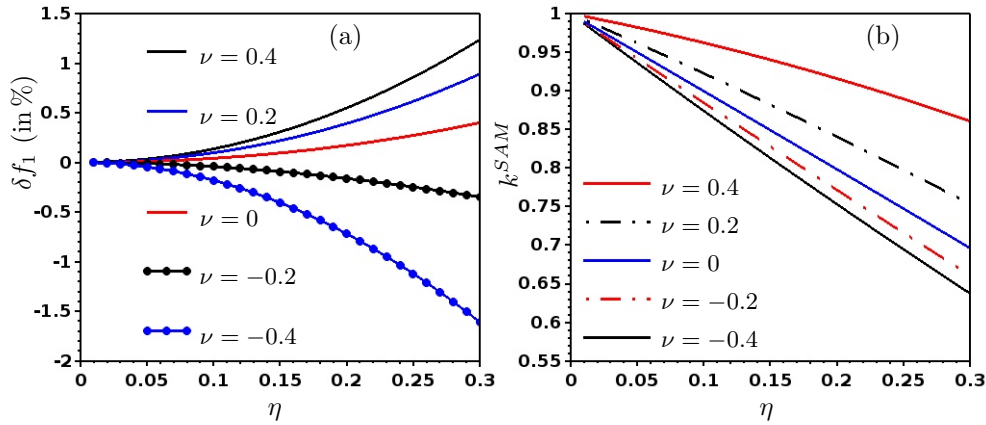 1.5
1
0.5
0
-0.5
-1
-1.5
-2
δf₁ (in %)
(a)
ν = 0.4
ν = 0.2
ν = 0
ν = −0.2
ν = −0.4
0 0.05 0.1 0.15 0.2 0.25 0.3
η
1
0.95
0.9
0.85
0.8
0.75
0.7
0.65
0.6
0.55
k^{SAM}
(b)
ν = 0.4
ν = 0.2
ν = 0
ν = −0.2
ν = −0.4
0 0.05 0.1 0.15 0.2 0.25 0.3
η